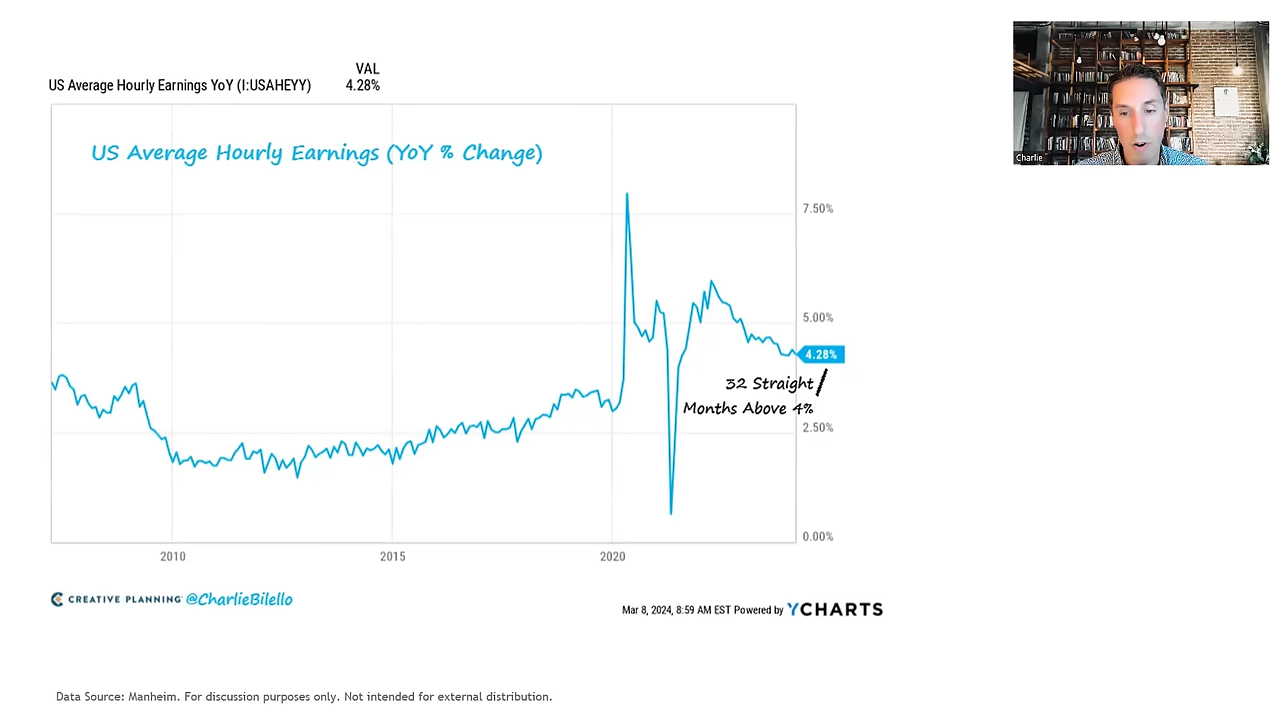 VAL
US Average Hourly Earnings YoY (I:USAHEYY) 4.28%
US Average Hourly Earnings (YoY % Change)
Charlie
7.50%
5.00%
4.28%
32 Straight
Months Above 4%
2.50%
0.00%
2010 2015 2020
CREATIVE PLANNING @CharlieBilello
Mar 8, 2024, 8:59 AM EST Powered by YCHARTS
Data Source: Manheim. For discussion purposes only. Not intended for external distribution.